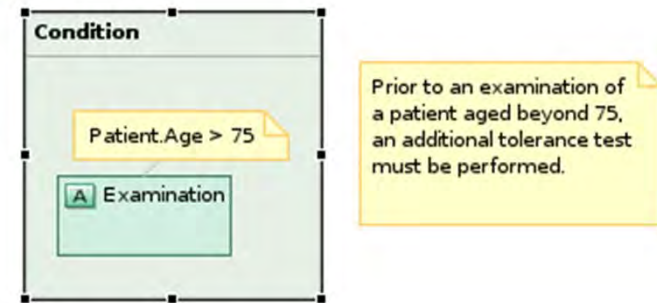 Condition
Patient.Age > 75
A Examination
Prior to an examination of
a patient aged beyond 75,
an additional tolerance test
must be performed.